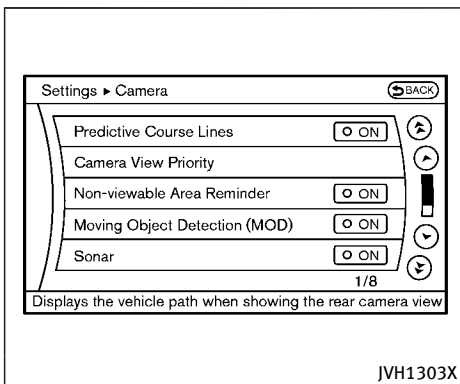 Settings ▸ Camera BACK
Predictive Course Lines ON
Camera View Priority
Non-viewable Area Reminder ON
Moving Object Detection (MOD) ON
Sonar ON
1/8
Displays the vehicle path when showing the rear camera view
JVH1303X